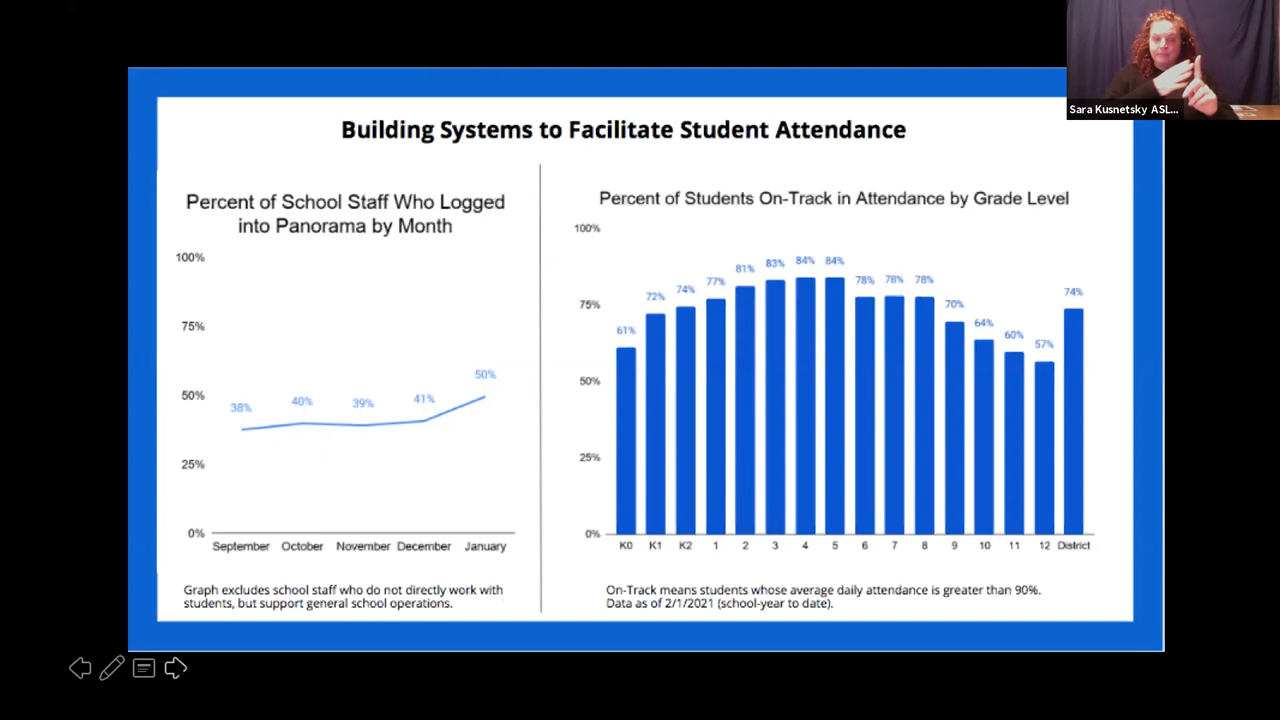 Sara Kusnetsky ASL...
Building Systems to Facilitate Student Attendance
Percent of School Staff Who Logged
into Panorama by Month
100%
75%
50%
25%
0%
38%
40%
39%
41%
50%
September October November December January
Graph excludes school staff who do not directly work with
students, but support general school operations.
Percent of Students On-Track in Attendance by Grade Level
100%
75%
50%
25%
0%
61%
72%
74%
77%
81%
83%
84%
84%
78%
78%
78%
70%
64%
60%
57%
74%
K0 K1 K2 1 2 3 4 5 6 7 8 9 10 11 12 District
On-Track means students whose average daily attendance is greater than 90%.
Data as of 2/1/2021 (school-year to date).